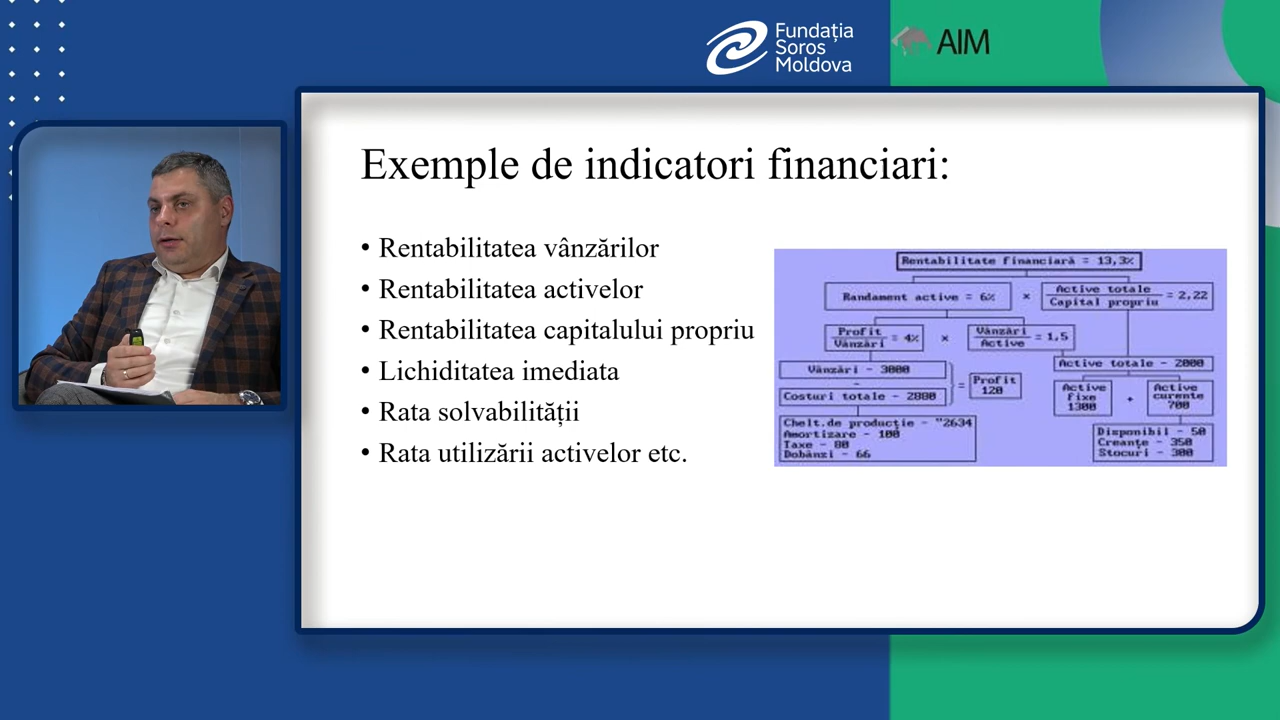 Fundația
Soros
Moldova
AIM
Exemple de indicatori financiari:
• Rentabilitatea vânzărilor
• Rentabilitatea activelor
• Rentabilitatea capitalului propriu
• Lichiditatea imediata
• Rata solvabilității
• Rata utilizării activelor etc.
Rentabilitate financiară = 13,3%
Randament active = 6% × Active totale
Capital propriu = 2,22
Profit
Vânzări = 4% × Vânzări
Active = 1,5
Vânzări - 3000
-
Costuri totale - 2880
= Profit
120
Chelt.de producție - "2634
Amortizare - 100
Taxe - 80
Dobânzi - 66
Active totale - 2000
Active
fixe
1300
+
Active
curente
700
Disponibil - 50
Creanțe - 350
Stocuri - 300